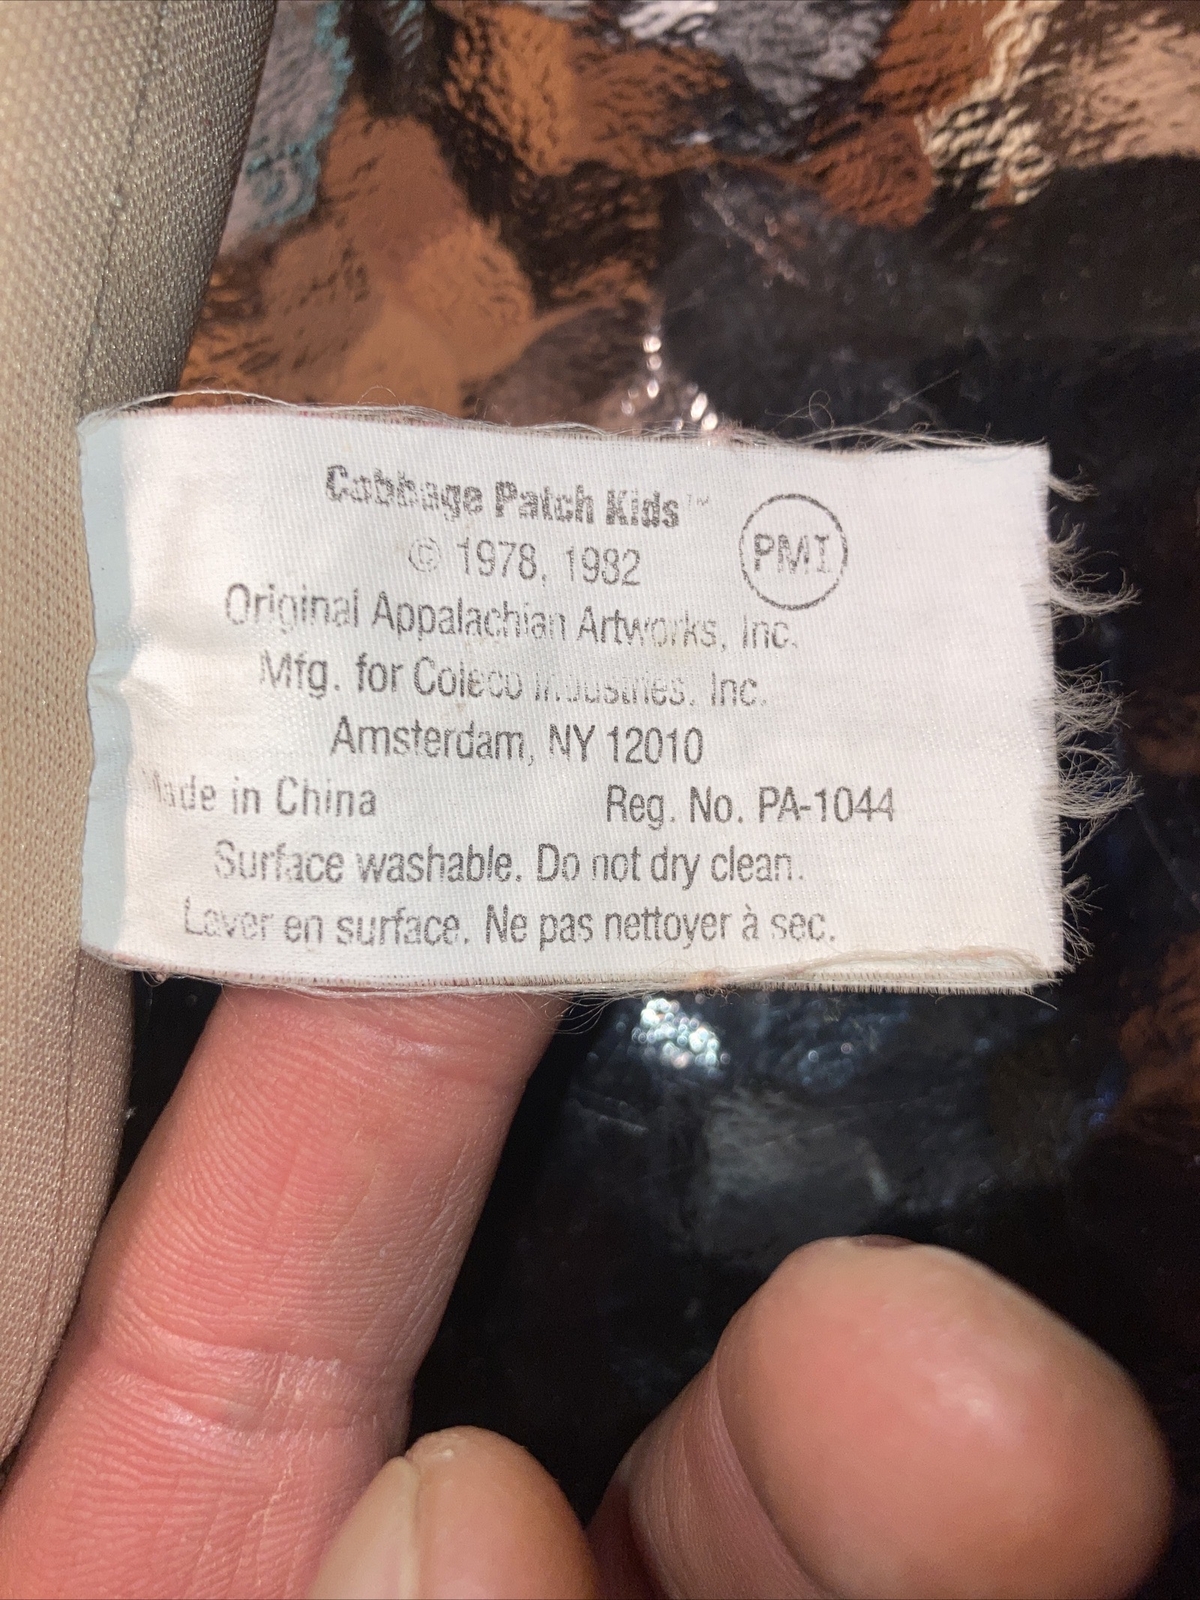 Cabbage Patch Kids™
© 1978, 1982
PMI
Original Appalachian Artworks, Inc.
Mfg. for Coleco Industries, Inc.
Amsterdam, NY 12010
Made in China Reg. No. PA-1044
Surface washable. Do not dry clean.
Laver en surface. Ne pas nettoyer à sec.